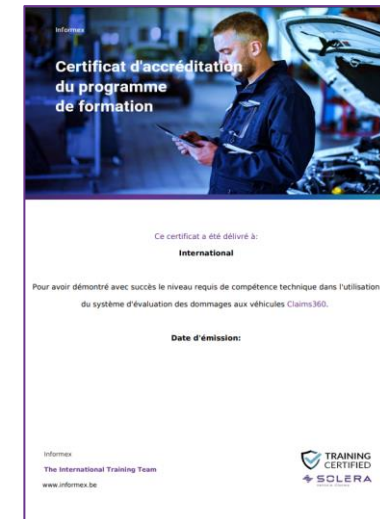 Informex
Certificat d'accréditation
du programme
de formation
Ce certificat a été délivré à:
International
Pour avoir démontré avec succès le niveau requis de compétence technique dans l'utilisation
du système d'évaluation des dommages aux véhicules Claims360.
Date d'émission:
Informex
The International Training Team
www.informex.be
TRAINING
CERTIFIED
SOLERA